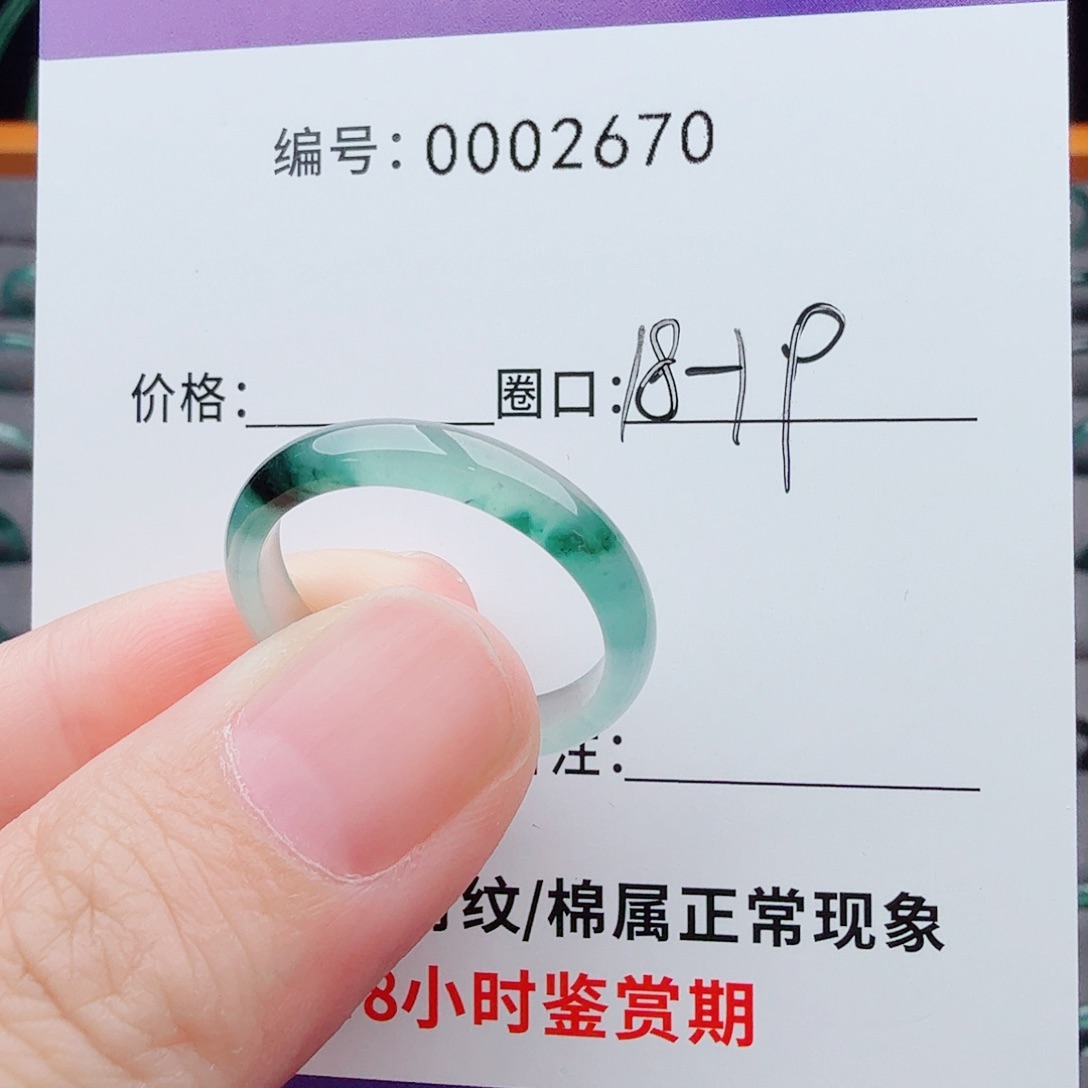 编号：0002670
价格： 圈口：18-19
注：
纹/棉属正常现象
8小时鉴赏期